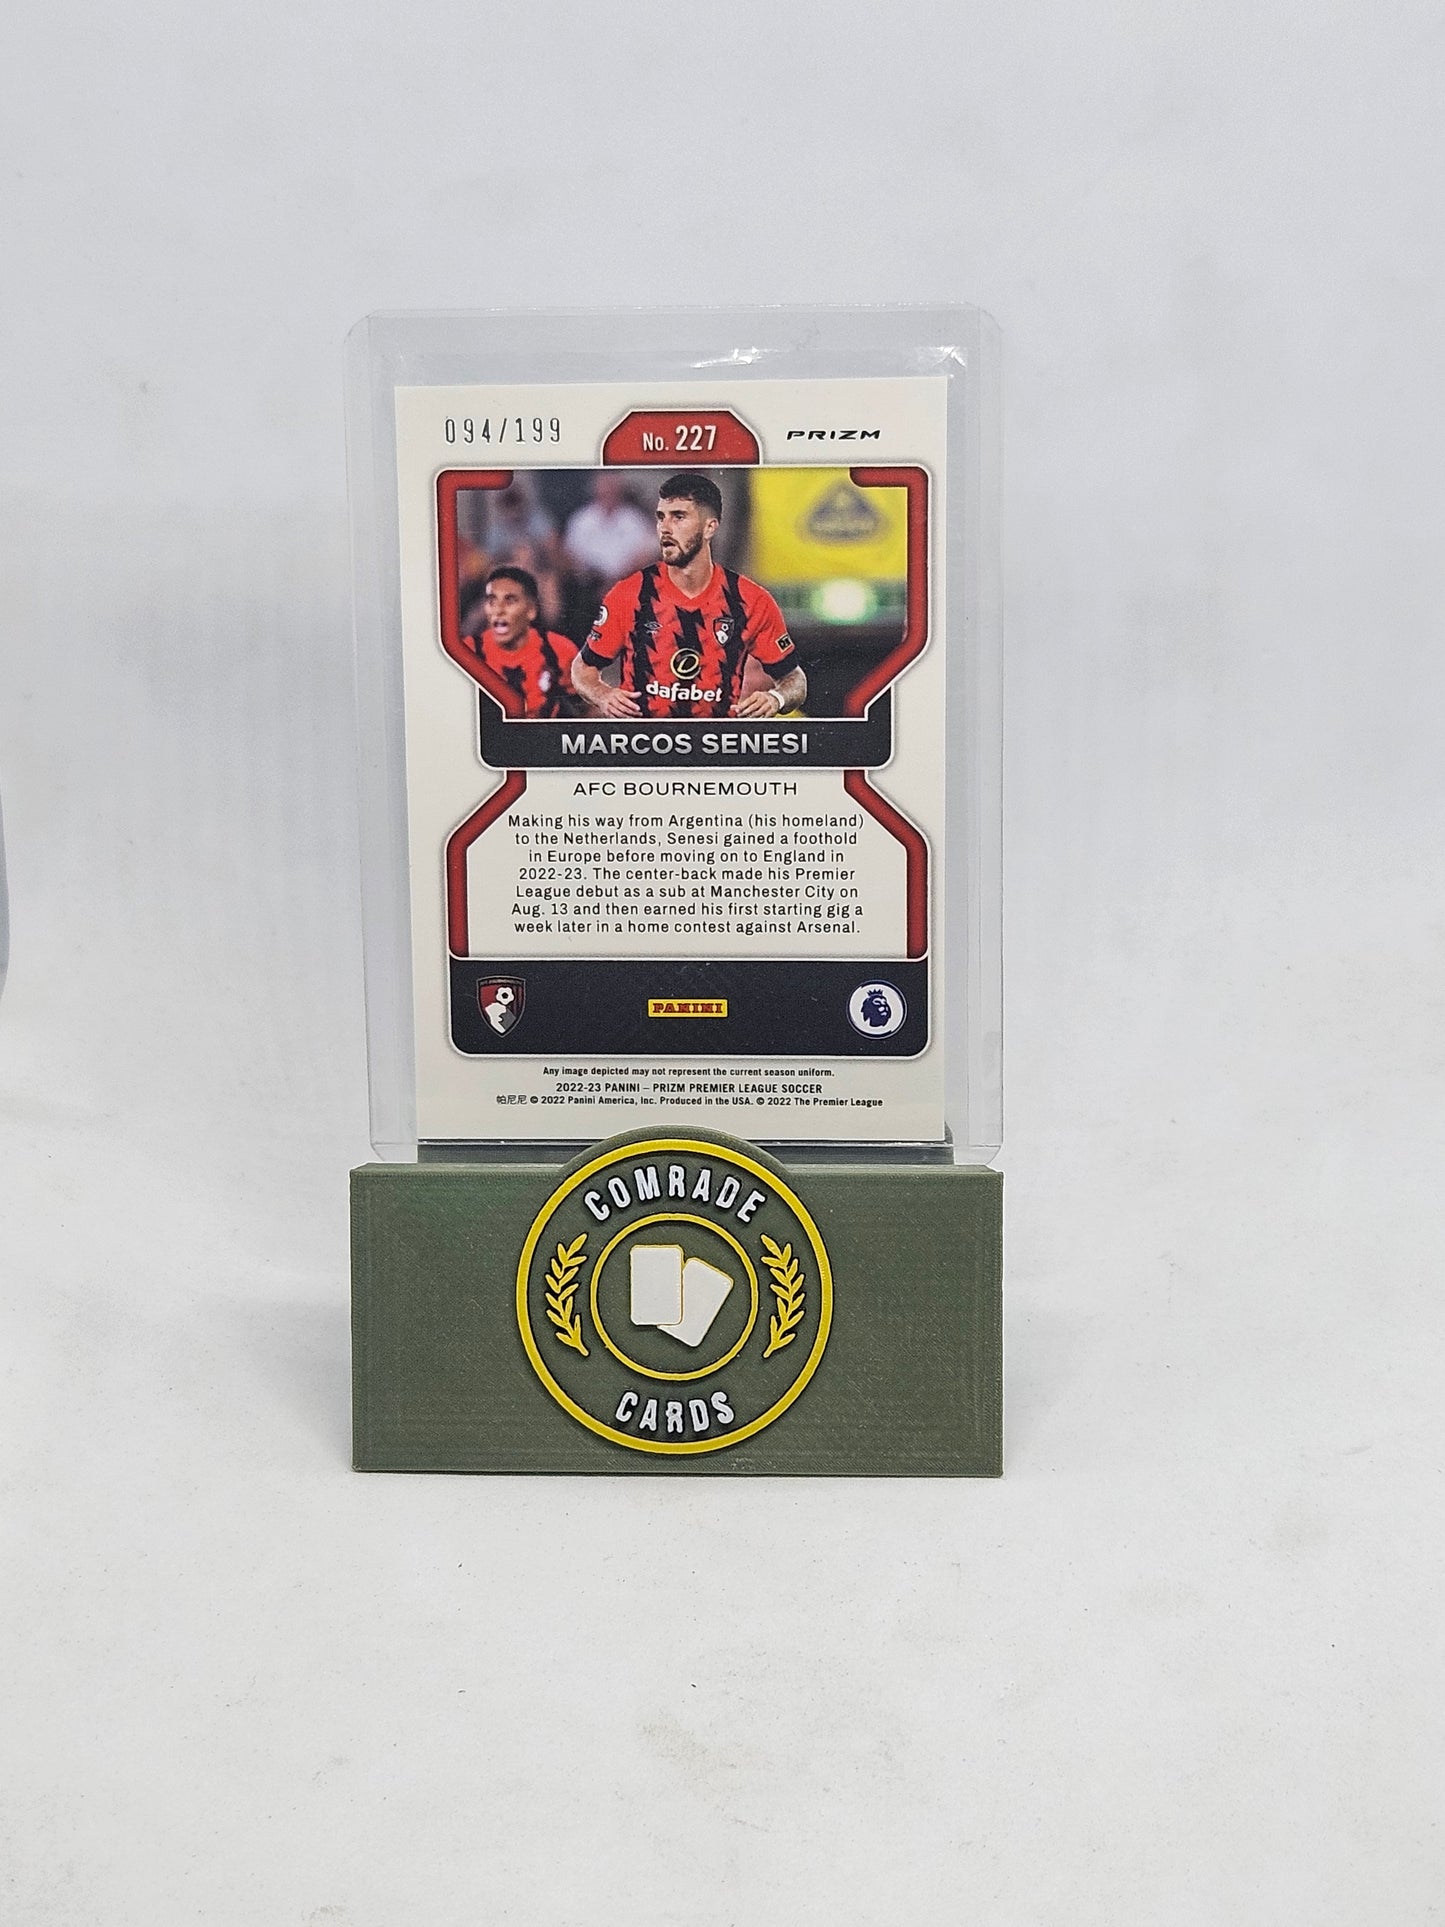 094/199
No. 227
PRIZM
dafabet
MARCOS SENESI
AFC BOURNEMOUTH
Making his way from Argentina (his homeland)
to the Netherlands, Senesi gained a foothold
in Europe before moving on to England in
2022-23. The center-back made his Premier
League debut as a sub at Manchester City on
Aug. 13 and then earned his first starting gig a
week later in a home contest against Arsenal.
PANINI
Any image depicted may not represent the current season uniform.
2022-23 PANINI – PRIZM PREMIER LEAGUE SOCCER
帕尼尼 © 2022 Panini America, Inc. Produced in the USA. © 2022 The Premier League
COMRADE
CARDS